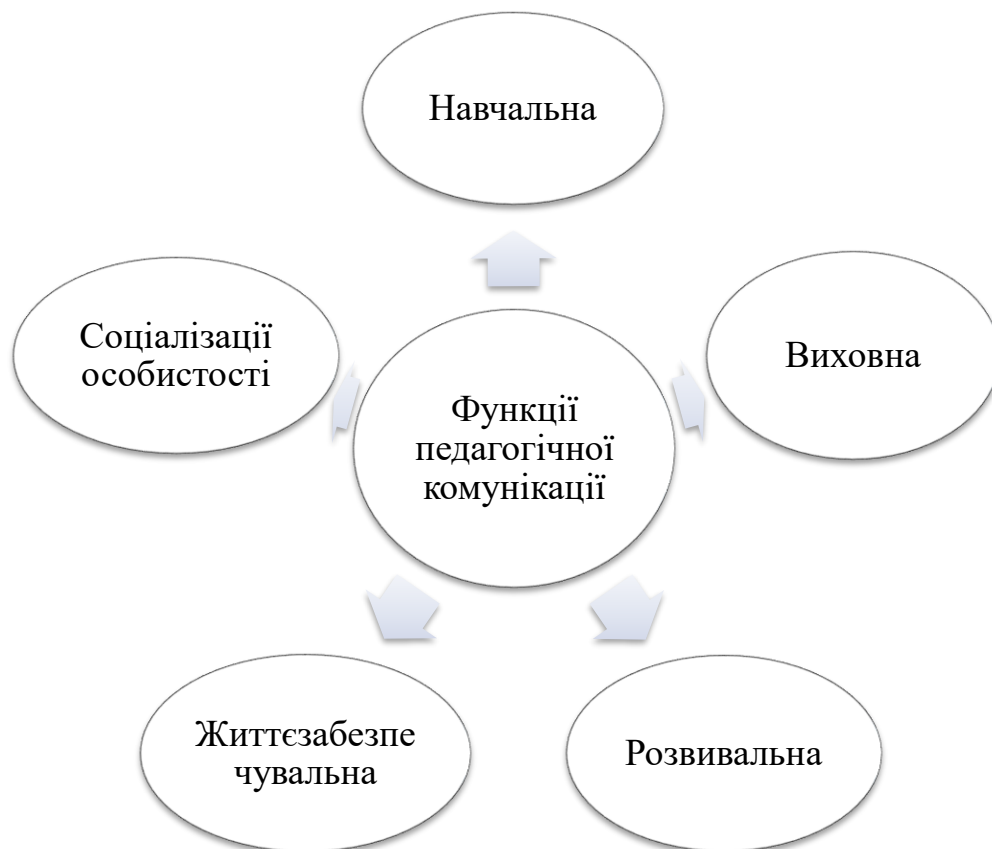 Навчальна
Соціалізації
особистості
Виховна
Функції
педагогічної
комунікації
Життєзабезпе
чувальна
Розвивальна